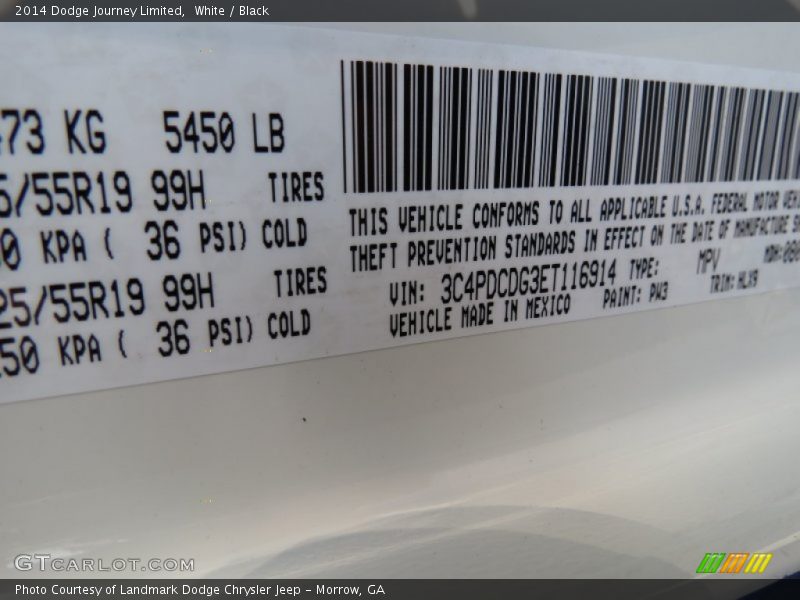 2014 Dodge Journey Limited, White / Black
73 KG 5450 LB
/55R19 99H TIRES
0 KPA ( 36 PSI) COLD
25/55R19 99H TIRES
50 KPA ( 36 PSI) COLD
THIS VEHICLE CONFORMS TO ALL APPLICABLE U.S.A. FEDERAL MOTOR
THEFT PREVENTION STANDARDS IN EFFECT ON THE DATE OF MANUFACTURE
VIN: 3C4PDCDG3ET116914 TYPE: MPV
VEHICLE MADE IN MEXICO PAINT: PW3 TRIM: HLX9
GTCARLOT.COM
Photo Courtesy of Landmark Dodge Chrysler Jeep – Morrow, GA